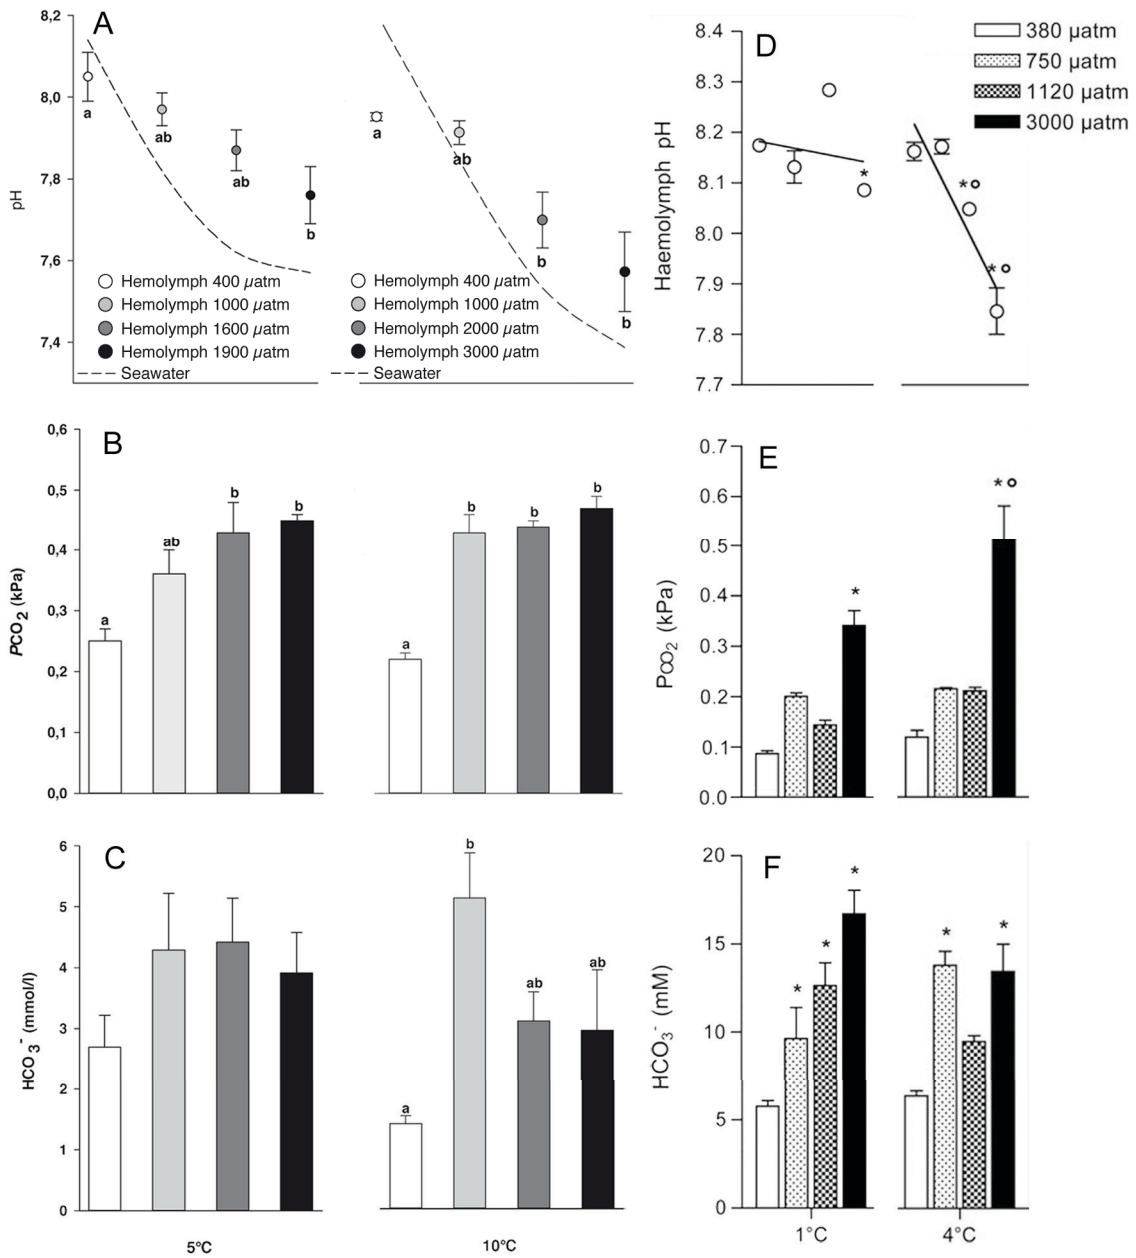 A
8,2
8,0
7,8
7,6
7,4
pH
a
ab
ab
b
Hemolymph 400 µatm
Hemolymph 1000 µatm
Hemolymph 1600 µatm
Hemolymph 1900 µatm
Seawater
a
ab
b
b
Hemolymph 400 µatm
Hemolymph 1000 µatm
Hemolymph 2000 µatm
Hemolymph 3000 µatm
Seawater
D
380 µatm
750 µatm
1120 µatm
3000 µatm
8.4
8.3
8.2
8.1
8.0
7.9
7.8
7.7
Haemolymph pH
*
*
*
B
0,6
0,5
0,4
0,3
0,2
0,1
0,0
PCO2 (kPa)
a
ab
b
b
a
b
b
b
E
0.7
0.6
0.5
0.4
0.3
0.2
0.1
0.0
PCO2 (kPa)
*
*
C
6
5
4
3
2
1
0
HCO3- (mmol/l)
a
b
ab
ab
5°C
10°C
F
20
15
10
5
0
HCO3- (mM)
*
*
*
*
*
1°C
4°C